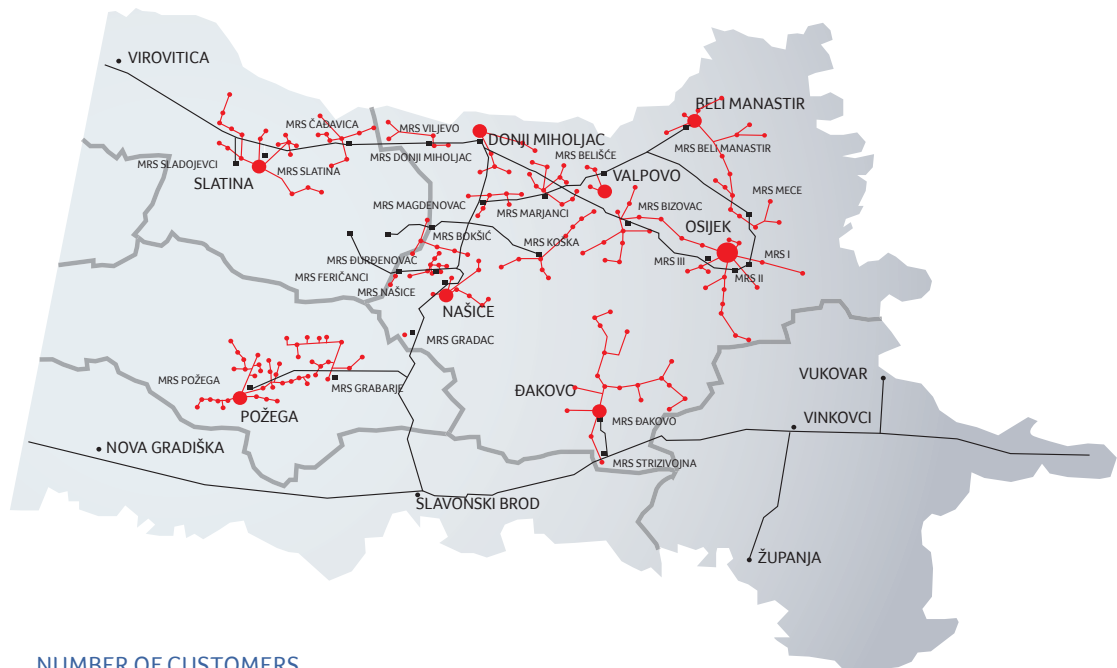 VIROVITICA
BELI MANASTIR
MRS ČAĐAVICA
MRS VILJEVO
DONJI MIHOLJAC
MRS BELI MANASTIR
MRS SLADOJEVCI
MRS SLATINA
MRS DONJI MIHOLJAC
MRS BELIŠĆE
SLATINA
VALPOVO
MRS MECE
MRS MAGDENOVAC
MRS MARJANCI
MRS BIZOVAC
OSIJEK
MRS BOKŠIĆ
MRS KOSKA
MRS I
MRS ĐURĐENOVAC
MRS III
MRS II
MRS FERIČANCI
MRS NAŠICE
NAŠICE
MRS GRADAC
MRS POŽEGA
MRS GRABARJE
VUKOVAR
ĐAKOVO
POŽEGA
MRS ĐAKOVO
VINKOVCI
NOVA GRADIŠKA
MRS STRIZIVOJNA
SLAVONSKI BROD
ŽUPANJA
NUMBER OF CUSTOMERS